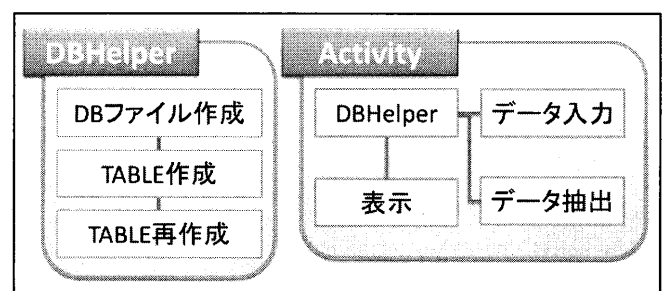 DBHelper
DBファイル作成
TABLE作成
TABLE再作成
Activity
DBHelper
データ入力
表示
データ抽出